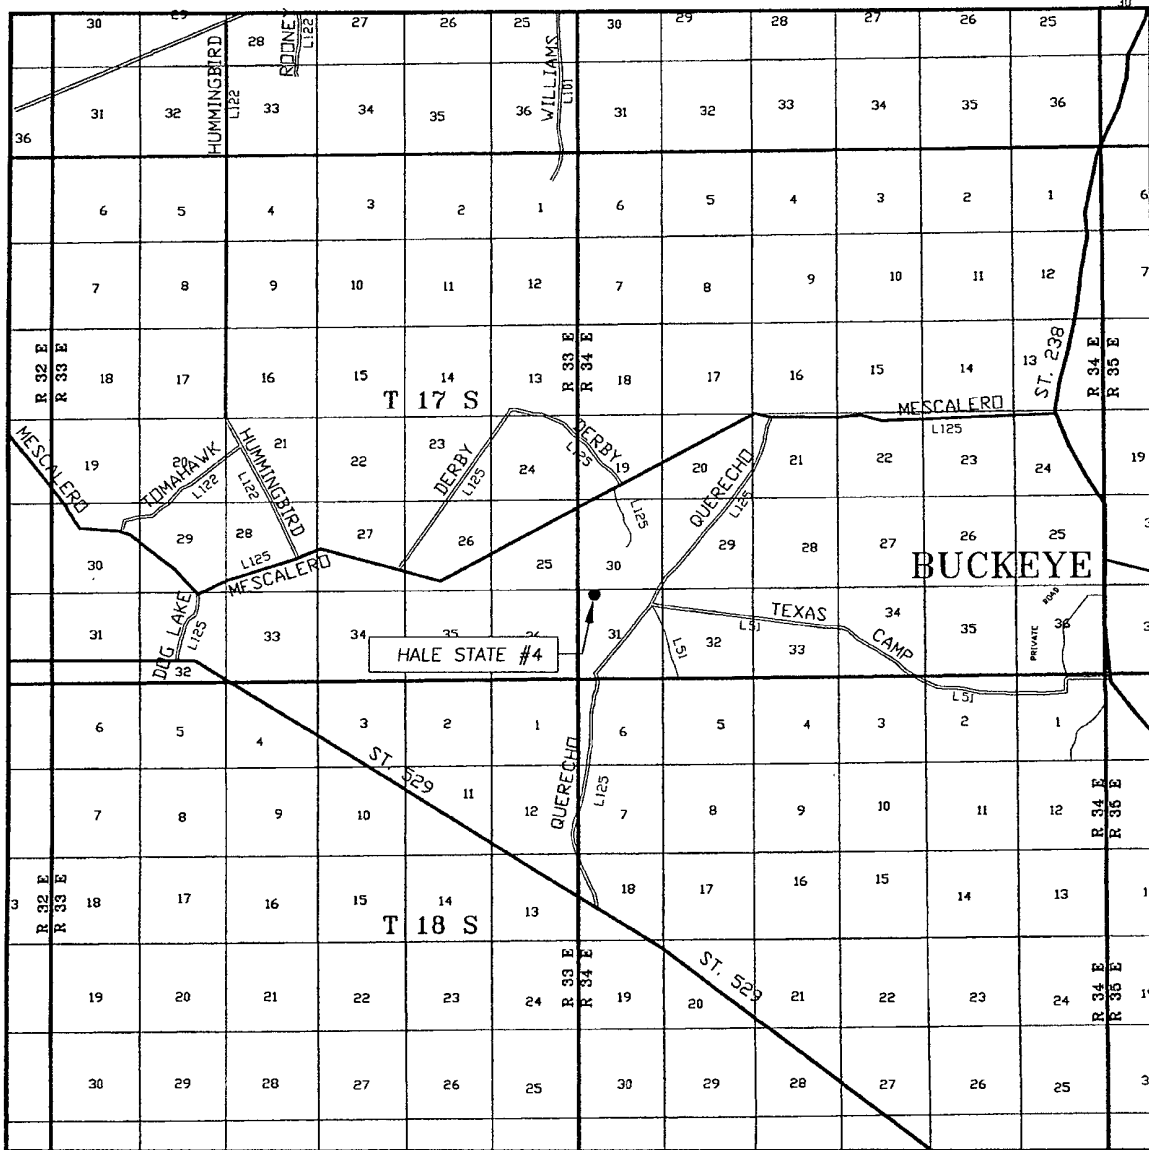 30 29 28 27 26 25 30 29 28 27 26 25 30
HUMMINGBIRD
L122
ROONEY
L122
WILLIAMS
L101
31 32 33 34 35 36 31 32 33 34 35 36
36
6 5 4 3 2 1 6 5 4 3 2 1 6
7 8 9 10 11 12 7 8 9 10 11 12 7
R 32 E
R 33 E
R 33 E
R 34 E
ST. 238
R 34 E
R 35 E
18 17 16 15 14 13 18 17 16 15 14 13
T 17 S
MESCALERO
L125
MESCALERO
TOMAHAWK
L122
HUMMINGBIRD
L122
DERBY
L125
DERBY
L125
L125
QUERECHO
L125
19 20 21 22 23 24 19 20 21 22 23 24 19
30 29 28 27 26 25 30 29 28 27 26 25
BUCKEYE
L125
MESCALERO
DOG LAKE
L125
TEXAS
CAMP
L51
L51
L51
PRIVATE
ROAD
31 32 33 34 35 36 31 32 33 34 35 36
HALE STATE #4
6 5 4 3 2 1 6 5 4 3 2 1
ST. 529
QUERECHO
L125
7 8 9 10 11 12 7 8 9 10 11 12
R 34 E
R 35 E
R 32 E
R 33 E
3 18 17 16 15 14 13 18 17 16 15 14 13
T 18 S
R 33 E
R 34 E
ST. 529
R 34 E
R 35 E
19 20 21 22 23 24 19 20 21 22 23 24
30 29 28 27 26 25 30 29 28 27 26 25